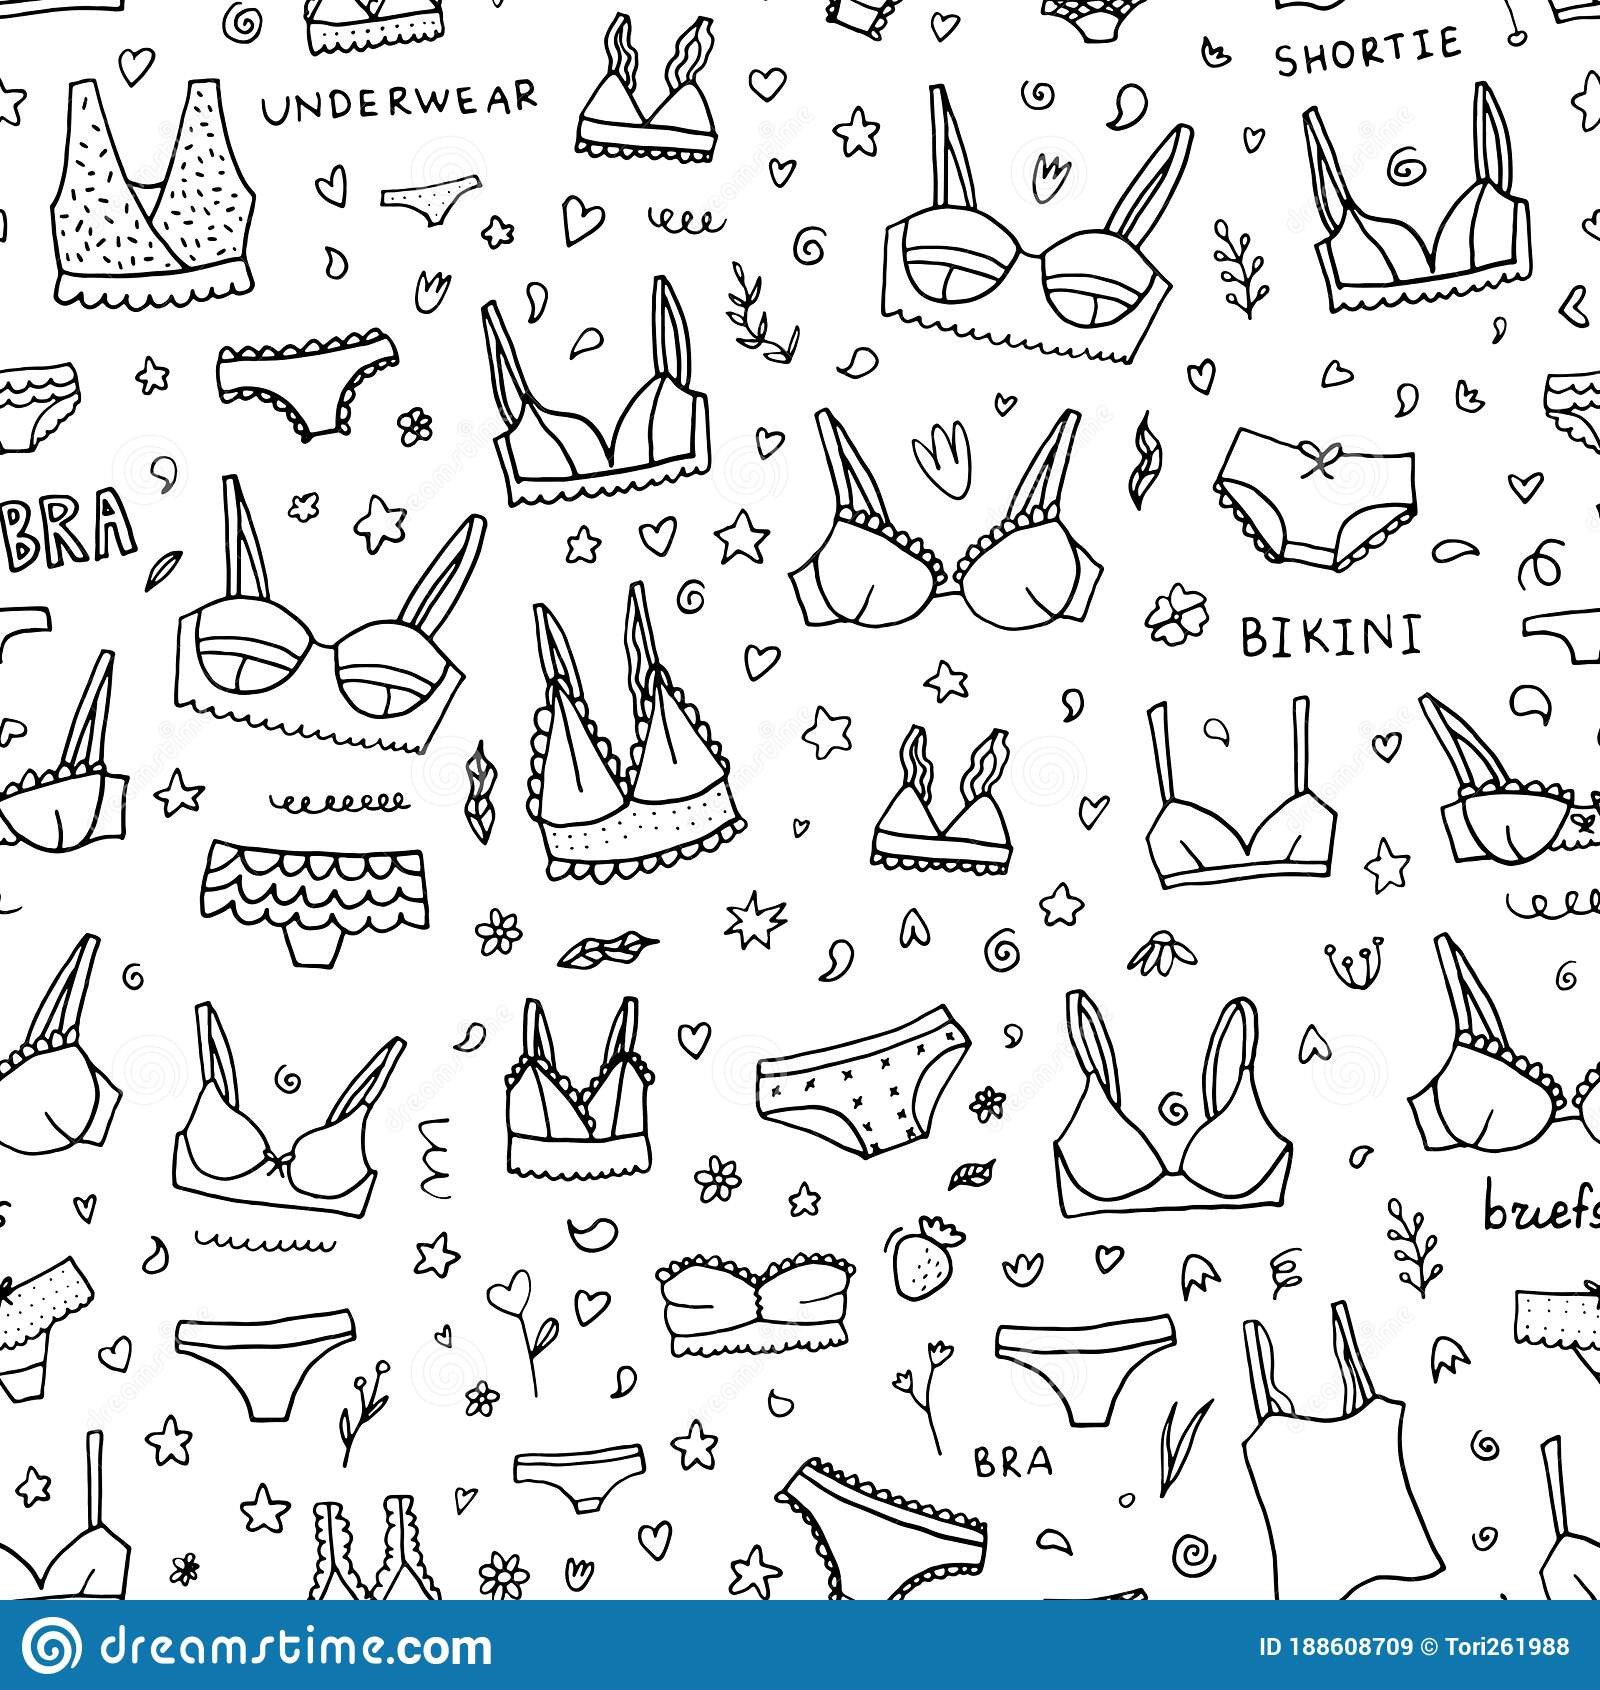 SHORTIE
UNDERWEAR
BRA
BIKINI
briefs
BRA
dreamstime.com
ID 188608709 © Tori261988